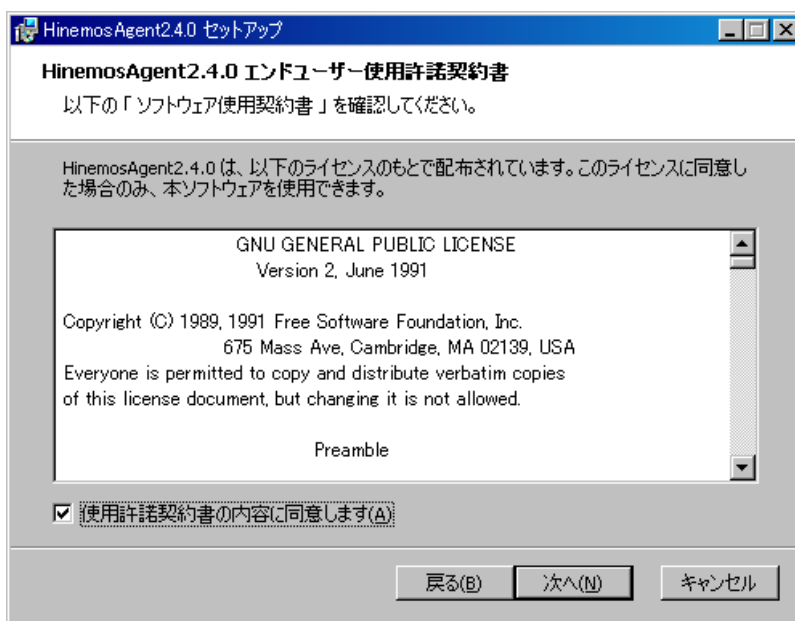 HinemosAgent2.4.0 セットアップ
HinemosAgent2.4.0 エンドユーザー使用許諾契約書
以下の「 ソフトウェア使用契約書 」を確認してください。
HinemosAgent2.4.0 は、以下のライセンスのもとで配布されています。このライセンスに同意し
た場合のみ、本ソフトウェアを使用できます。
GNU GENERAL PUBLIC LICENSE
Version 2, June 1991
Copyright (C) 1989, 1991 Free Software Foundation, Inc.
675 Mass Ave, Cambridge, MA 02139, USA
Everyone is permitted to copy and distribute verbatim copies
of this license document, but changing it is not allowed.
Preamble
使用許諾契約書の内容に同意します(A)
戻る(B) 次へ(N) キャンセル